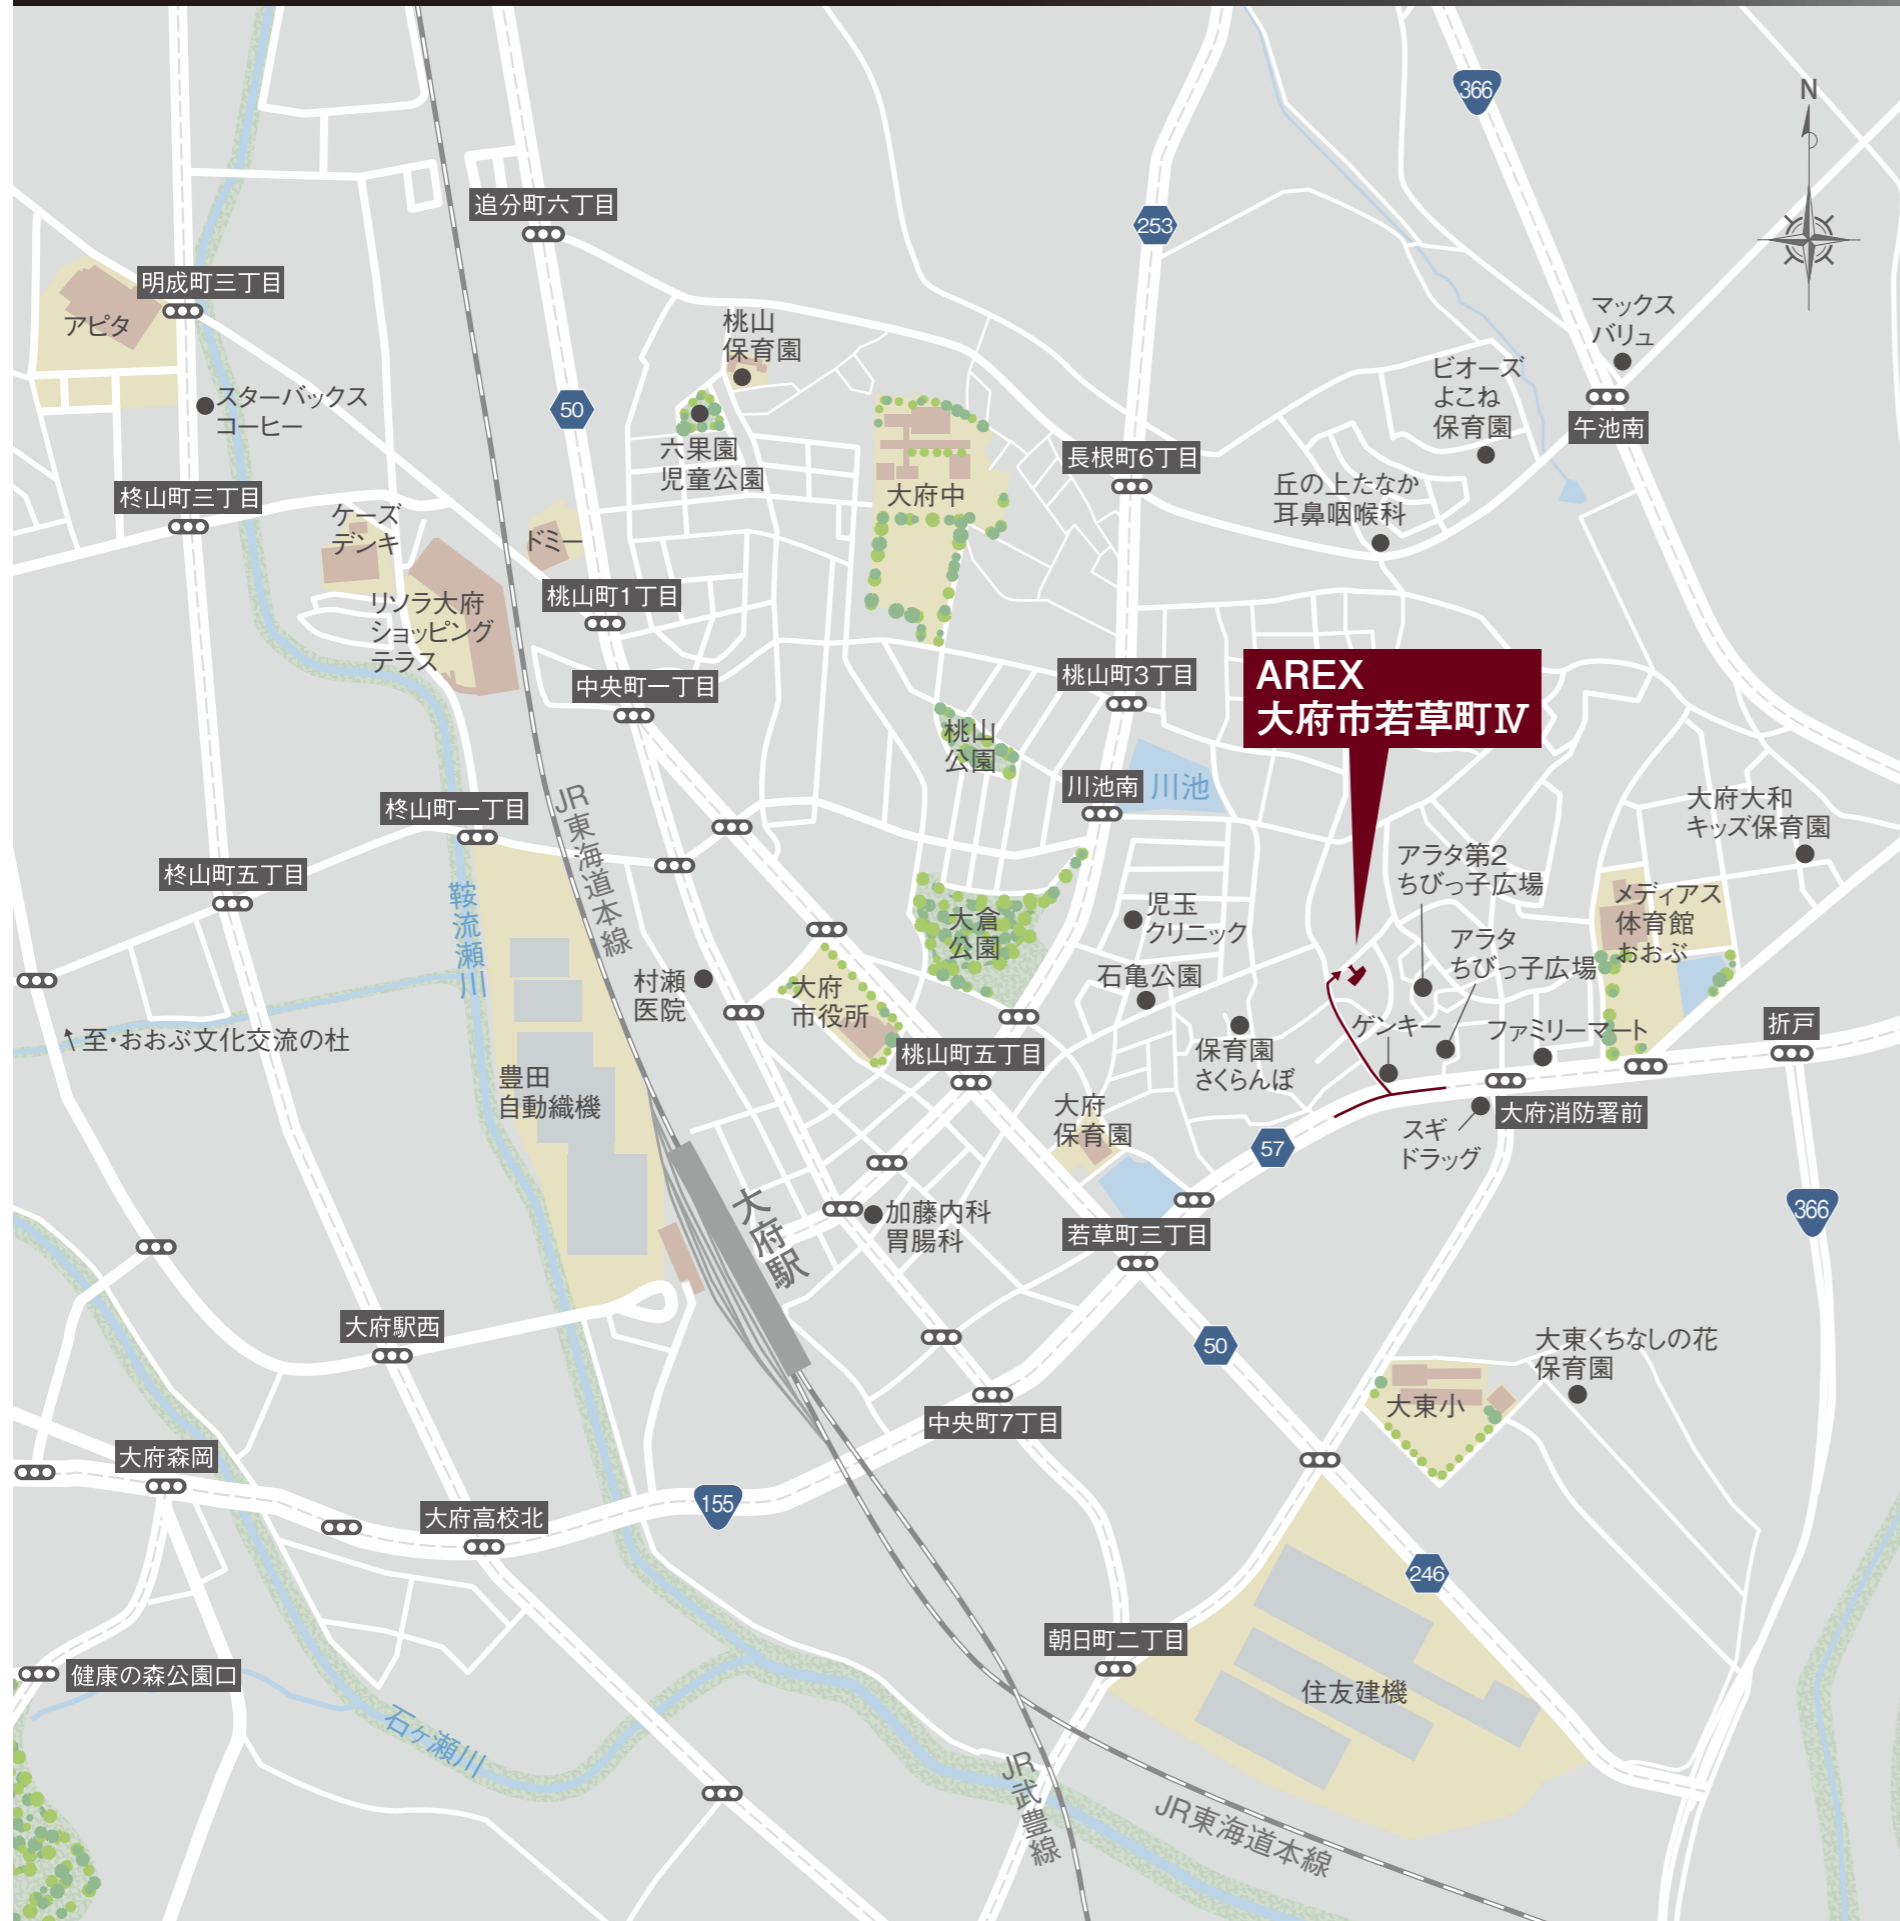 366
N
追分町六丁目
253
明成町三丁目
アピタ
マックス
バリュ
桃山
保育園
ビオーズ
よこね
保育園
スターバックス
コーヒー
50
午池南
六果園
児童公園
長根町6丁目
丘の上たなか
耳鼻咽喉科
大府中
柊山町三丁目
ケーズ
デンキ
ドミー
桃山町1丁目
リソラ大府
ショッピング
テラス
中央町一丁目
桃山町3丁目
AREX
大府市若草町Ⅳ
桃山
公園
川池南
川池
JR東海道本線
柊山町一丁目
大府大和
キッズ保育園
柊山町五丁目
アラタ第2
ちびっ子広場
鞍流瀬川
大倉
公園
児玉
クリニック
メディアス
体育館
おおぶ
アラタ
ちびっ子広場
村瀬
医院
大府
市役所
石亀公園
至・おおぶ文化交流の杜
桃山町五丁目
保育園
さくらんぼ
ゲンキー
ファミリーマート
折戸
豊田
自動織機
大府
保育園
57
スギ
ドラッグ
大府消防署前
大府駅
加藤内科
胃腸科
若草町三丁目
366
大府駅西
50
大東くちなしの花
保育園
大東小
中央町7丁目
大府森岡
155
大府高校北
246
朝日町二丁目
健康の森公園口
住友建機
石ヶ瀬川
JR武豊線
JR東海道本線